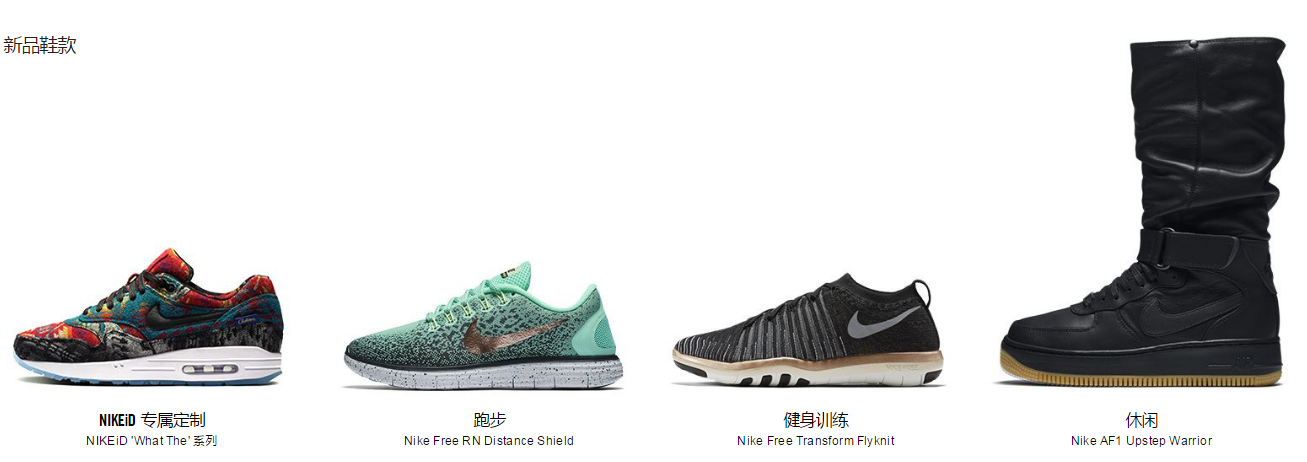 新品鞋款
NIKEiD 专属定制
NIKEiD 'What The' 系列
跑步
Nike Free RN Distance Shield
健身训练
Nike Free Transform Flyknit
休闲
Nike AF1 Upstep Warrior